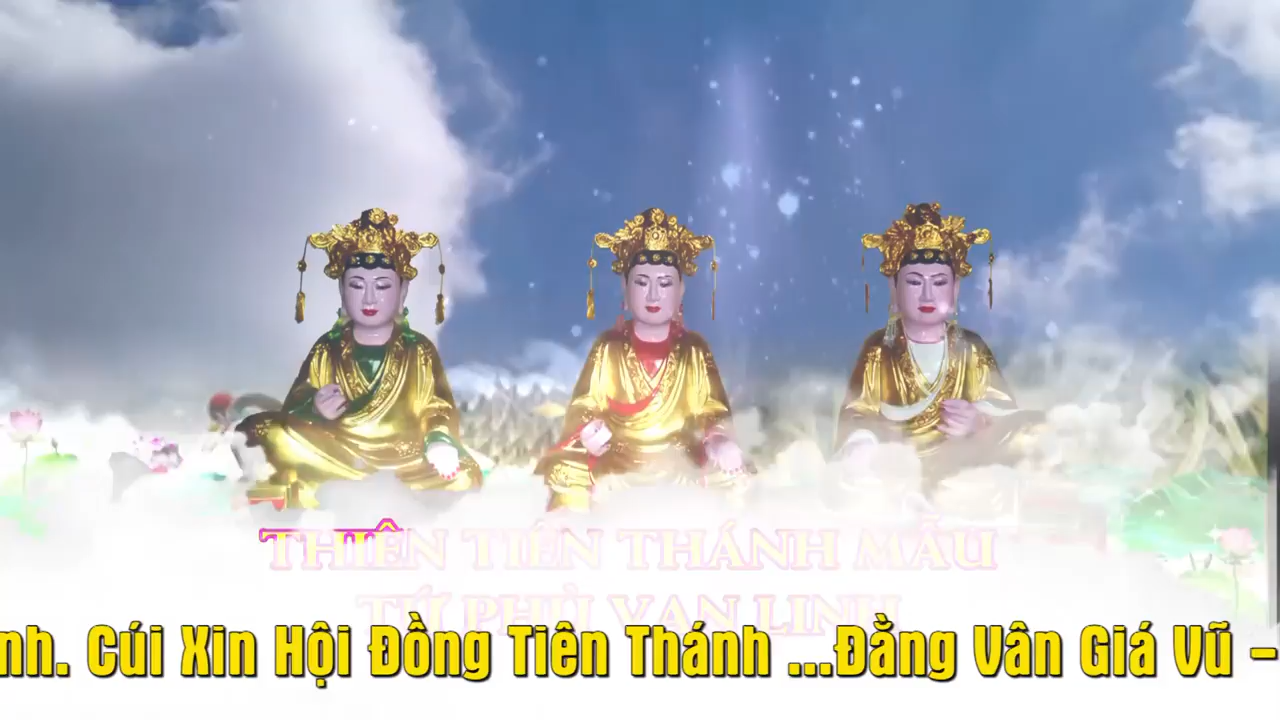 THIÊN TIÊN THÁNH MẪU
TỨ PHỦ VẠN LINH
nh. Cúi Xin Hội Đồng Tiên Thánh ...Đằng Vân Giá Vũ –